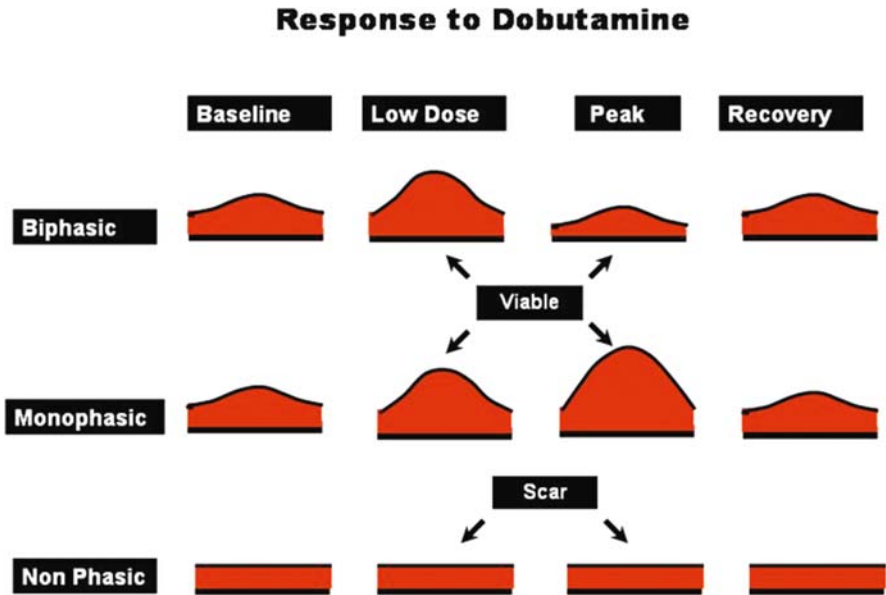 Response to Dobutamine
Baseline Low Dose Peak Recovery
Biphasic
Viable
Monophasic
Scar
Non Phasic